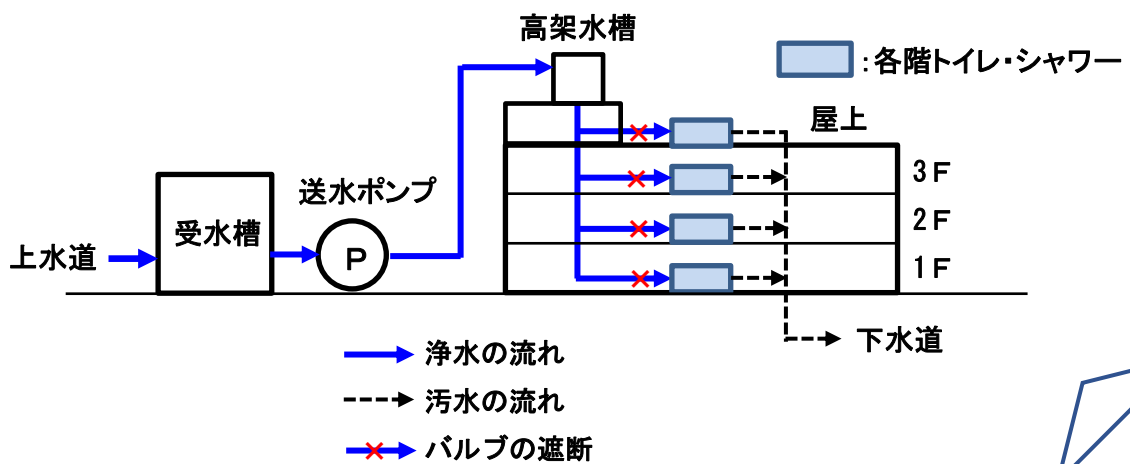 高架水槽
:各階トイレ・シャワー
屋上
3F
送水ポンプ
受水槽
2F
上水道
P
1F
下水道
浄水の流れ
汚水の流れ
バルブの遮断